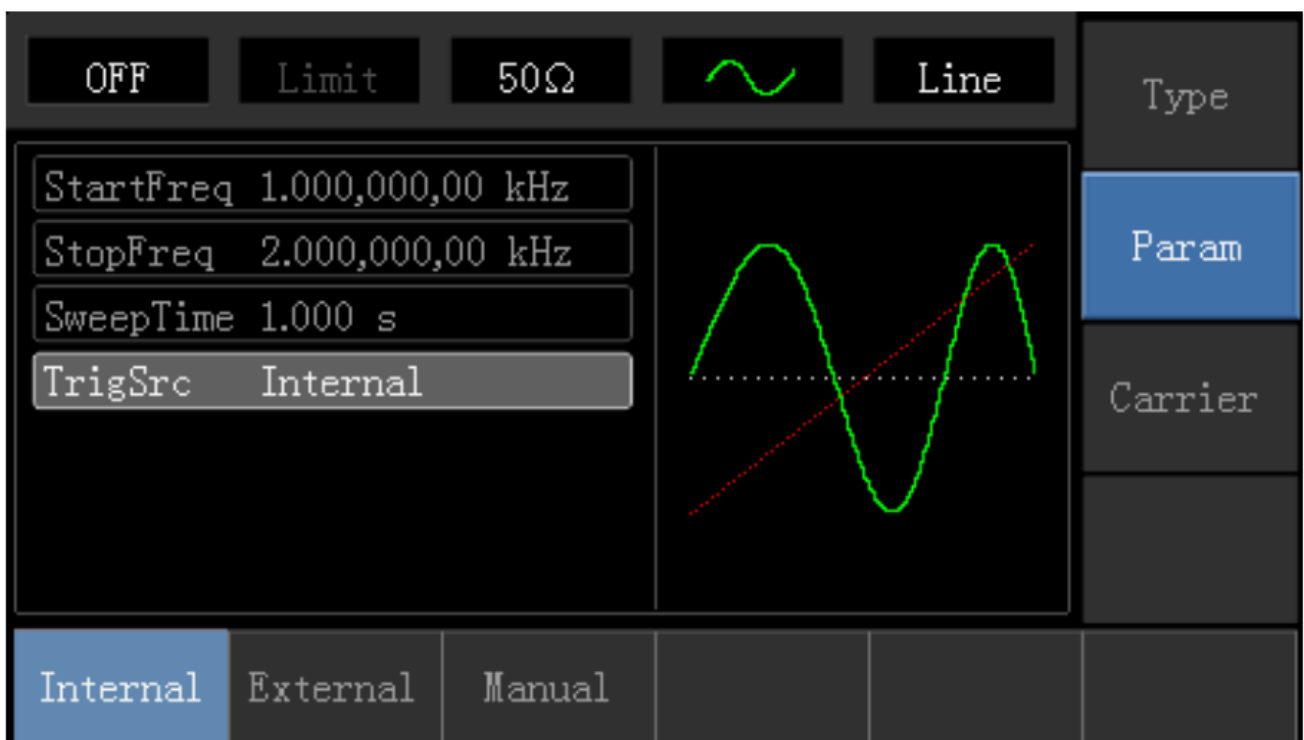 OFF Limit 50Ω Line
Type
StartFreq 1.000,000,00 kHz
StopFreq 2.000,000,00 kHz
Param
SweepTime 1.000 s
TrigSrc Internal
Carrier
Internal External Manual